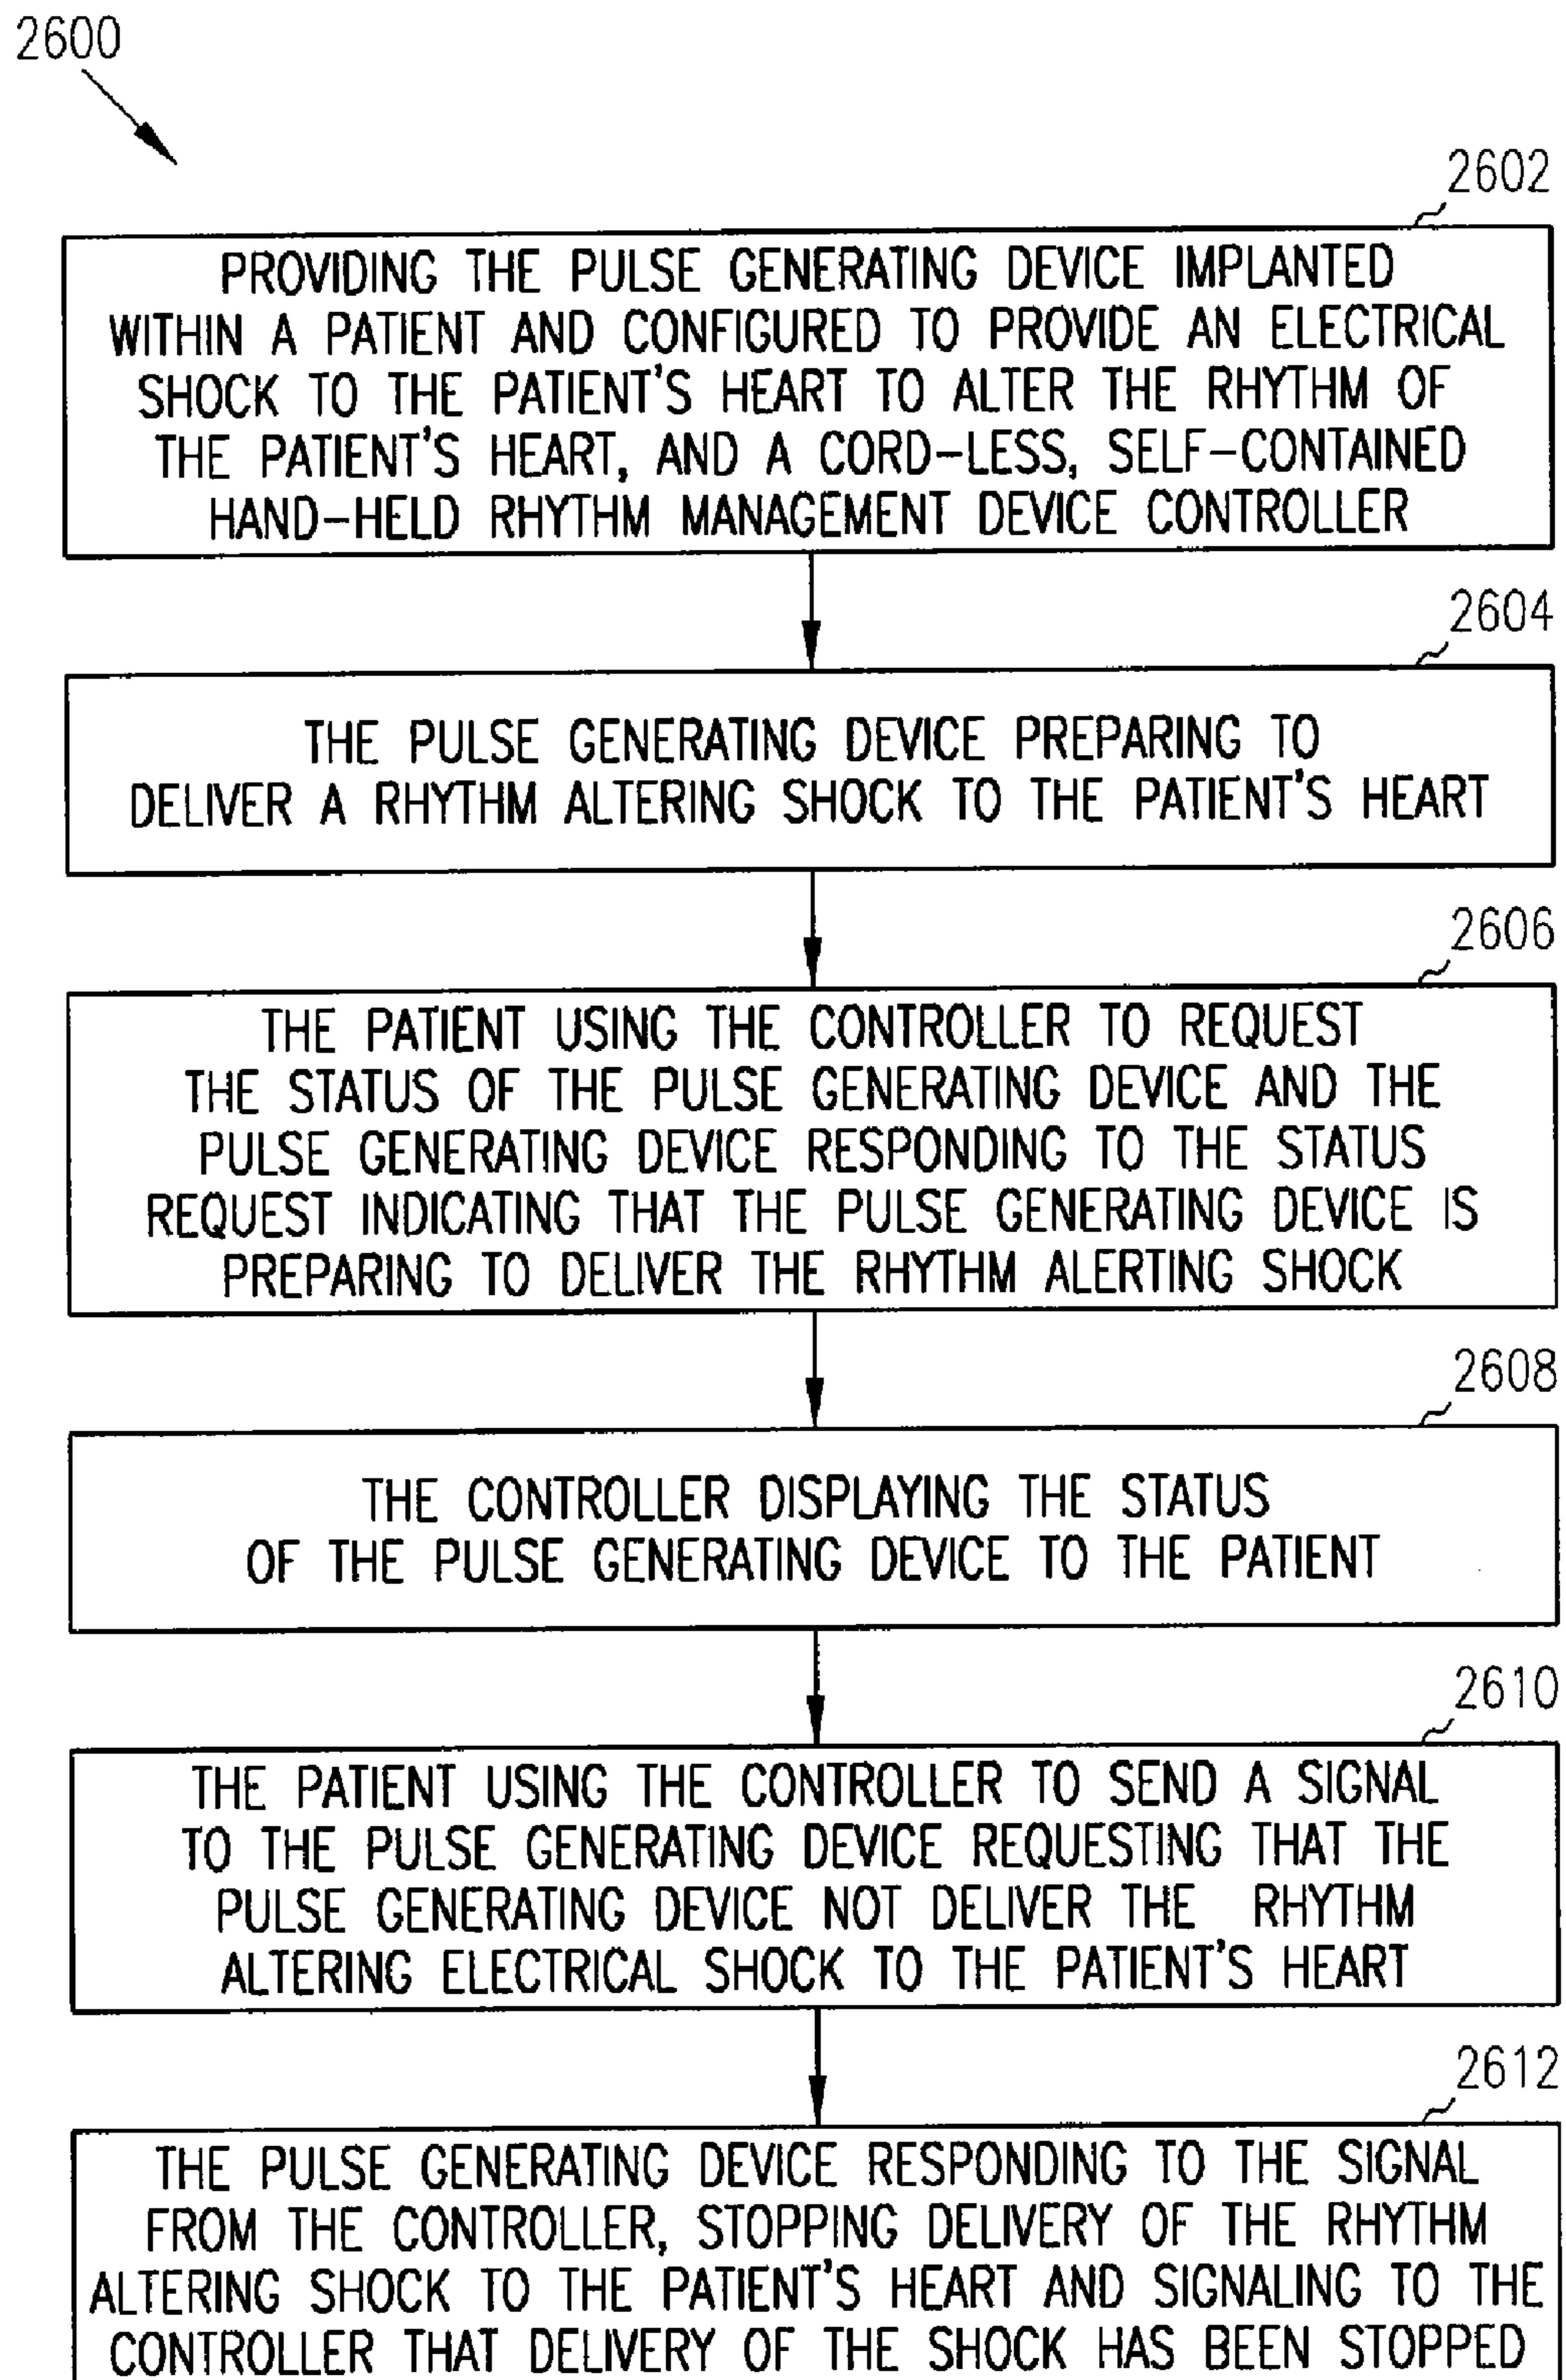 2600
2602
PROVIDING THE PULSE GENERATING DEVICE IMPLANTED
WITHIN A PATIENT AND CONFIGURED TO PROVIDE AN ELECTRICAL
SHOCK TO THE PATIENT'S HEART TO ALTER THE RHYTHM OF
THE PATIENT'S HEART, AND A CORD-LESS, SELF-CONTAINED
HAND-HELD RHYTHM MANAGEMENT DEVICE CONTROLLER
2604
THE PULSE GENERATING DEVICE PREPARING TO
DELIVER A RHYTHM ALTERING SHOCK TO THE PATIENT'S HEART
2606
THE PATIENT USING THE CONTROLLER TO REQUEST
THE STATUS OF THE PULSE GENERATING DEVICE AND THE
PULSE GENERATING DEVICE RESPONDING TO THE STATUS
REQUEST INDICATING THAT THE PULSE GENERATING DEVICE IS
PREPARING TO DELIVER THE RHYTHM ALERTING SHOCK
2608
THE CONTROLLER DISPLAYING THE STATUS
OF THE PULSE GENERATING DEVICE TO THE PATIENT
2610
THE PATIENT USING THE CONTROLLER TO SEND A SIGNAL
TO THE PULSE GENERATING DEVICE REQUESTING THAT THE
PULSE GENERATING DEVICE NOT DELIVER THE RHYTHM
ALTERING ELECTRICAL SHOCK TO THE PATIENT'S HEART
2612
THE PULSE GENERATING DEVICE RESPONDING TO THE SIGNAL
FROM THE CONTROLLER, STOPPING DELIVERY OF THE RHYTHM
ALTERING SHOCK TO THE PATIENT'S HEART AND SIGNALING TO THE
CONTROLLER THAT DELIVERY OF THE SHOCK HAS BEEN STOPPED